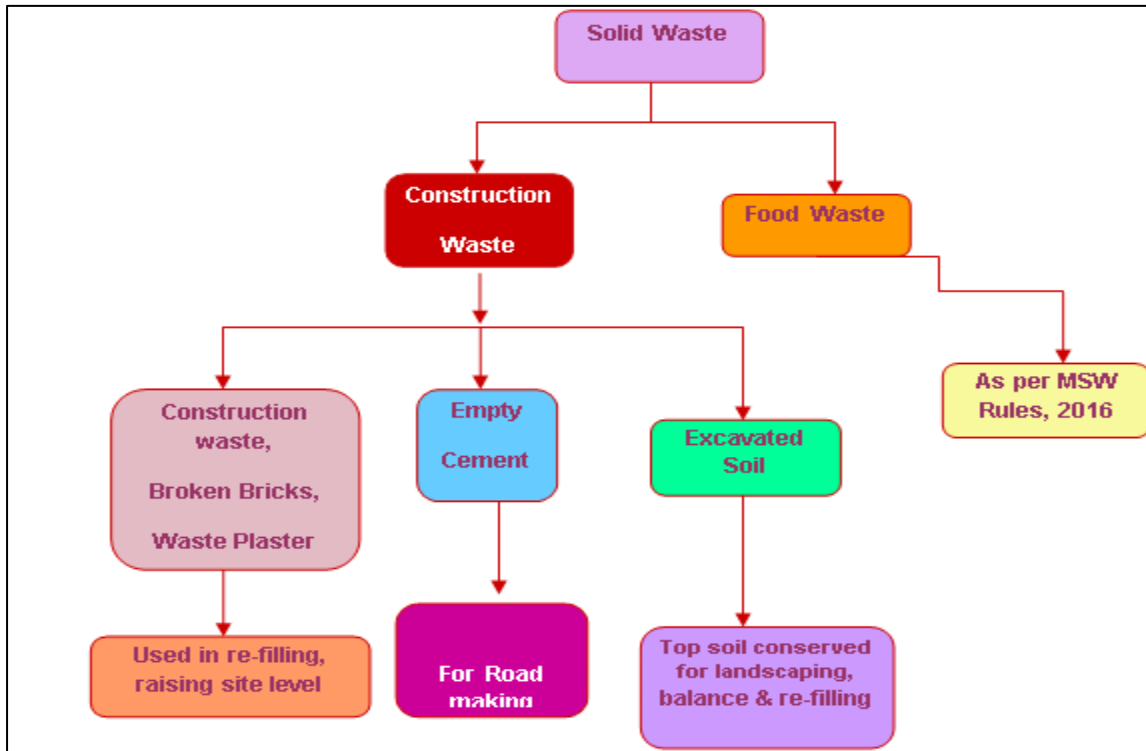 Solid Waste
Construction
Waste
Food Waste
As per MSW
Rules, 2016
Construction
waste,
Broken Bricks,
Waste Plaster
Empty
Cement
Excavated
Soil
Used in re-filling,
raising site level
For Road
making
Top soil conserved
for landscaping,
balance & re-filling